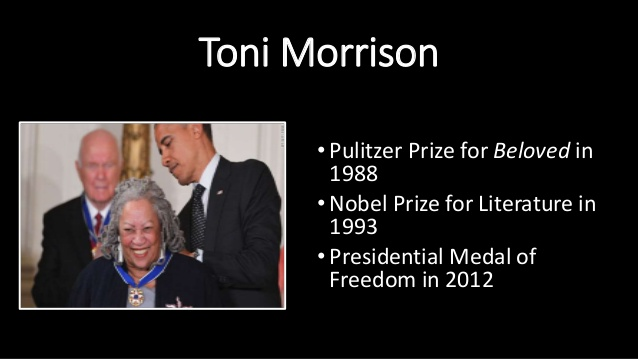 Toni Morrison
• Pulitzer Prize for Beloved in
1988
• Nobel Prize for Literature in
1993
• Presidential Medal of
Freedom in 2012